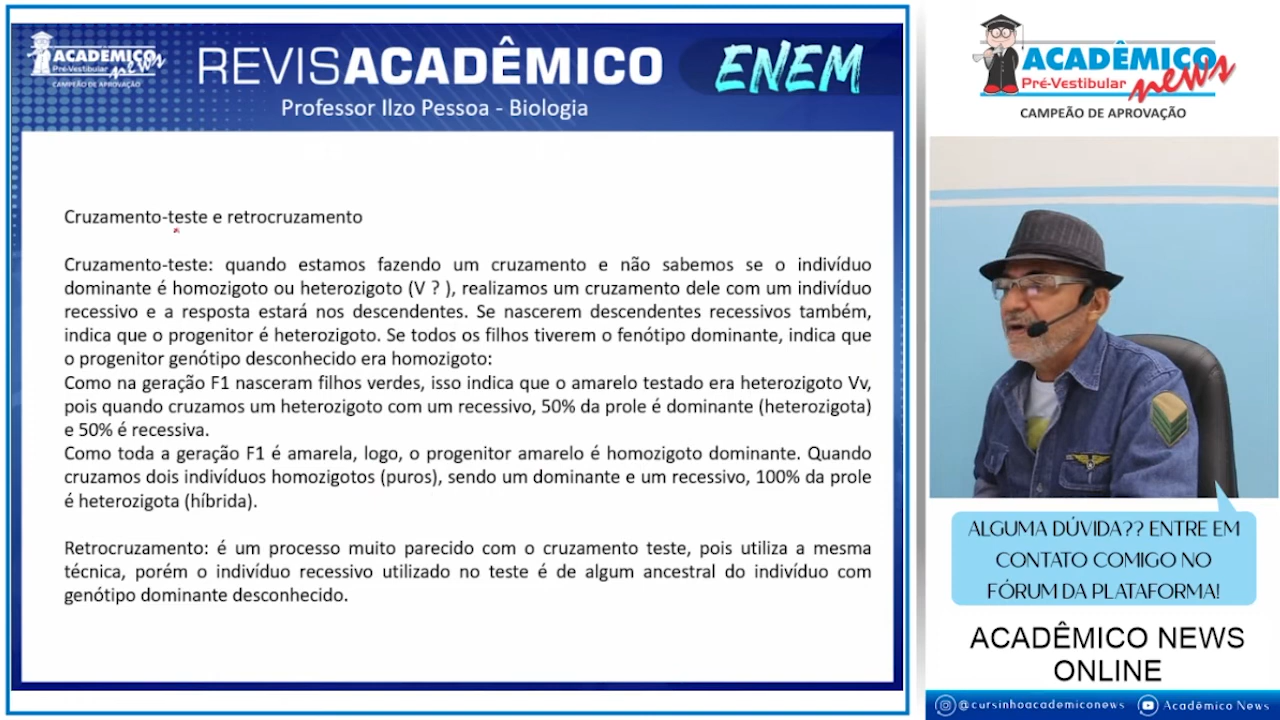 ACADÊMICO
Pré-Vestibular news
CAMPEÃO DE APROVAÇÃO
REVISACADÊMICO
ENEM
Professor Ilzo Pessoa - Biologia
Cruzamento-teste e retrocruzamento
Cruzamento-teste: quando estamos fazendo um cruzamento e não sabemos se o indivíduo
dominante é homozigoto ou heterozigoto (V ? ), realizamos um cruzamento dele com um indivíduo
recessivo e a resposta estará nos descendentes. Se nascerem descendentes recessivos também,
indica que o progenitor é heterozigoto. Se todos os filhos tiverem o fenótipo dominante, indica que
o progenitor genótipo desconhecido era homozigoto:
Como na geração F1 nasceram filhos verdes, isso indica que o amarelo testado era heterozigoto Vv,
pois quando cruzamos um heterozigoto com um recessivo, 50% da prole é dominante (heterozigota)
e 50% é recessiva.
Como toda a geração F1 é amarela, logo, o progenitor amarelo é homozigoto dominante. Quando
cruzamos dois indivíduos homozigotos (puros), sendo um dominante e um recessivo, 100% da prole
é heterozigota (híbrida).
Retrocruzamento: é um processo muito parecido com o cruzamento teste, pois utiliza a mesma
técnica, porém o indivíduo recessivo utilizado no teste é de algum ancestral do indivíduo com
genótipo dominante desconhecido.
ACADÊMICO
Pré-Vestibular news
CAMPEÃO DE APROVAÇÃO
ALGUMA DÚVIDA?? ENTRE EM
CONTATO COMIGO NO
FÓRUM DA PLATAFORMA!
ACADÊMICO NEWS
ONLINE
@cursinhoacademiconews
Acadêmico News